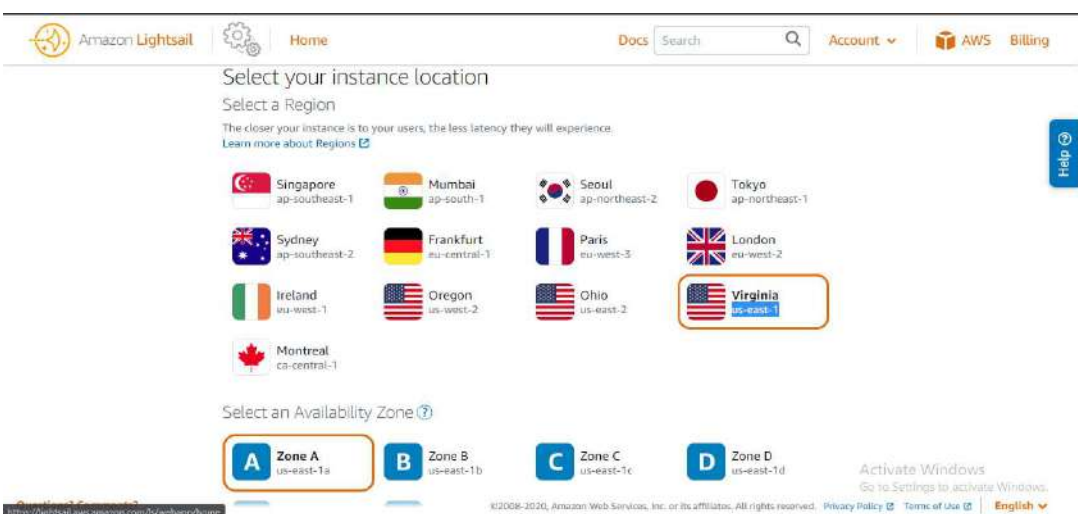 Amazon Lightsail Home Docs Search Account AWS Billing
Select your instance location
Select a Region
The closer your instance is to your users, the less latency they will experience.
Learn more about Regions
Help
Singapore Mumbai Seoul Tokyo
ap-southeast-1 ap-south-1 ap-northeast-2 ap-northeast-1
Sydney Frankfurt Paris London
ap-southeast-2 eu-central-1 eu-west-3 eu-west-2
Ireland Oregon Ohio Virginia
eu-west-1 us-west-2 us-east-2 us-east-1
Montreal
ca-central-1
Select an Availability Zone ?
A Zone A B Zone B C Zone C D Zone D
us-east-1a us-east-1b us-east-1c us-east-1d
Activate Windows
Go to Settings to activate Windows.
Questions? Comments?
©2008-2020, Amazon Web Services, Inc. or its affiliates. All rights reserved. Privacy Policy Terms of Use English